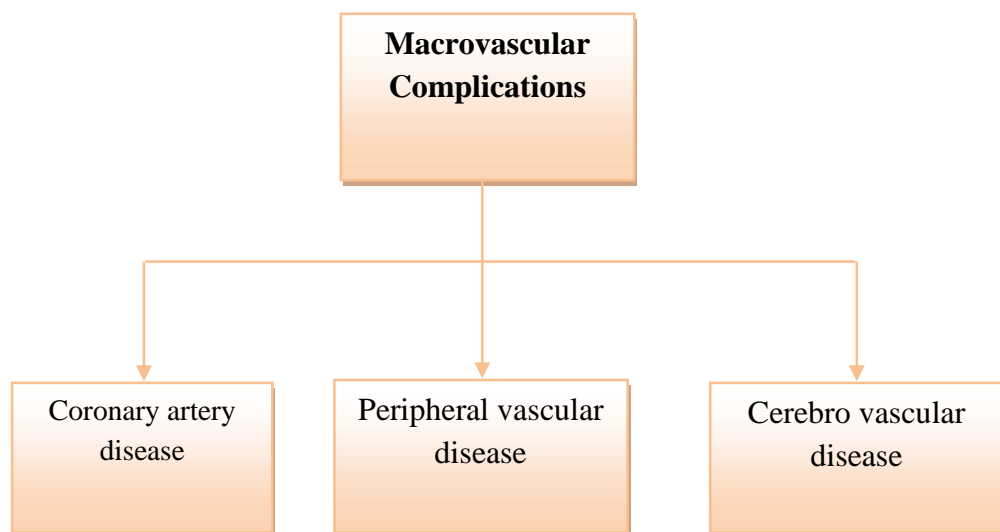 Macrovascular
Complications
Coronary artery
disease
Peripheral vascular
disease
Cerebro vascular
disease